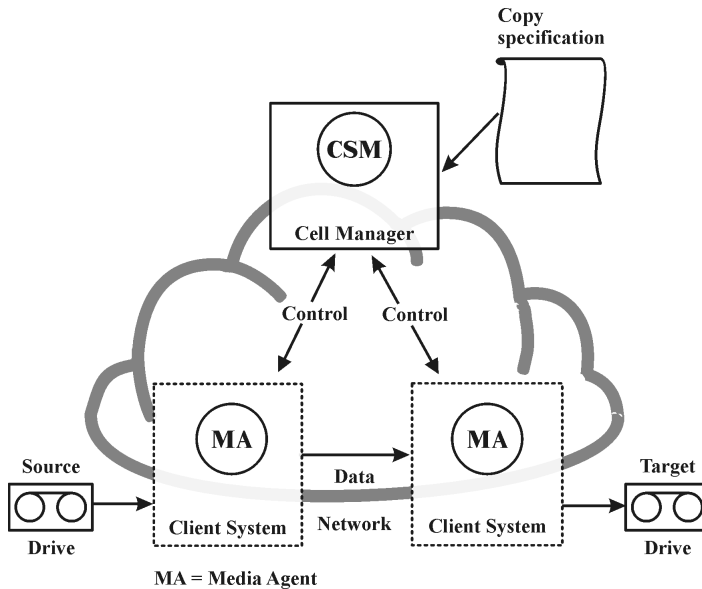 Copy
specification
CSM
Cell Manager
Control
Control
MA
MA
Source
Data
Target
Client System
Network
Client System
Drive
Drive
MA = Media Agent